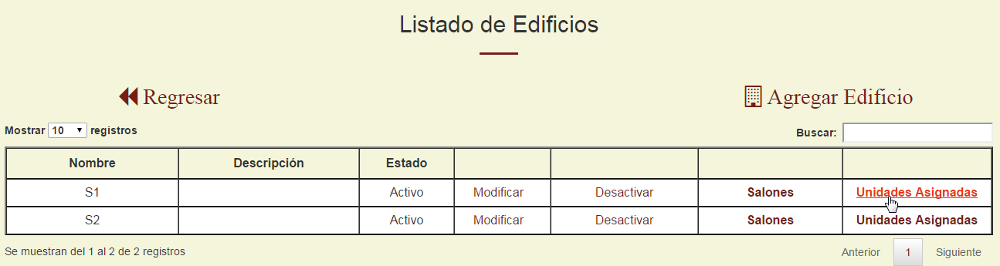 Listado de Edificios
Regresar
Agregar Edificio
Mostrar 10 registros
Buscar:
Nombre Descripción Estado
S1 Activo Modificar Desactivar Salones Unidades Asignadas
S2 Activo Modificar Desactivar Salones Unidades Asignadas
Se muestran del 1 al 2 de 2 registros
Anterior 1 Siguiente